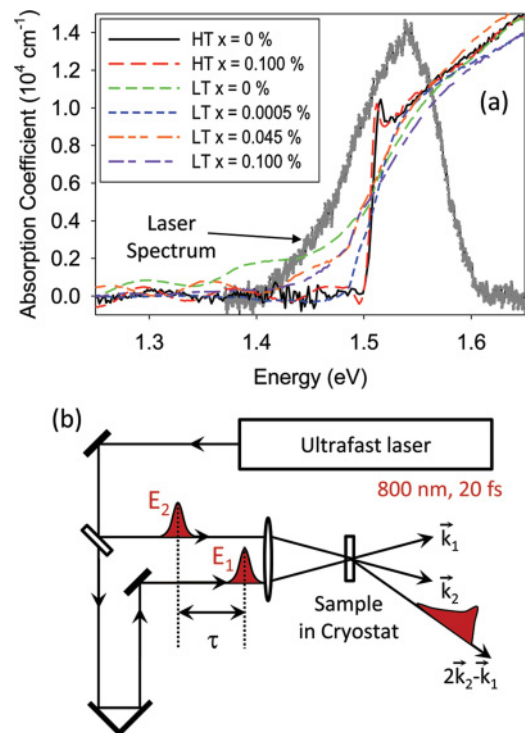 (a)
HT x = 0 %
HT x = 0.100 %
LT x = 0%
LT x = 0.0005 %
LT x = 0.045 %
LT x = 0.100 %
Laser
Spectrum
Absorption Coefficient (10⁴ cm⁻¹)
1.4
1.2
1.0
0.8
0.6
0.4
0.2
0.0
1.3
1.4
1.5
1.6
Energy (eV)
(b)
Ultrafast laser
800 nm, 20 fs
E₂
E₁
τ
Sample
in Cryostat
k⃗₁
k⃗₂
2k⃗₂-k⃗₁